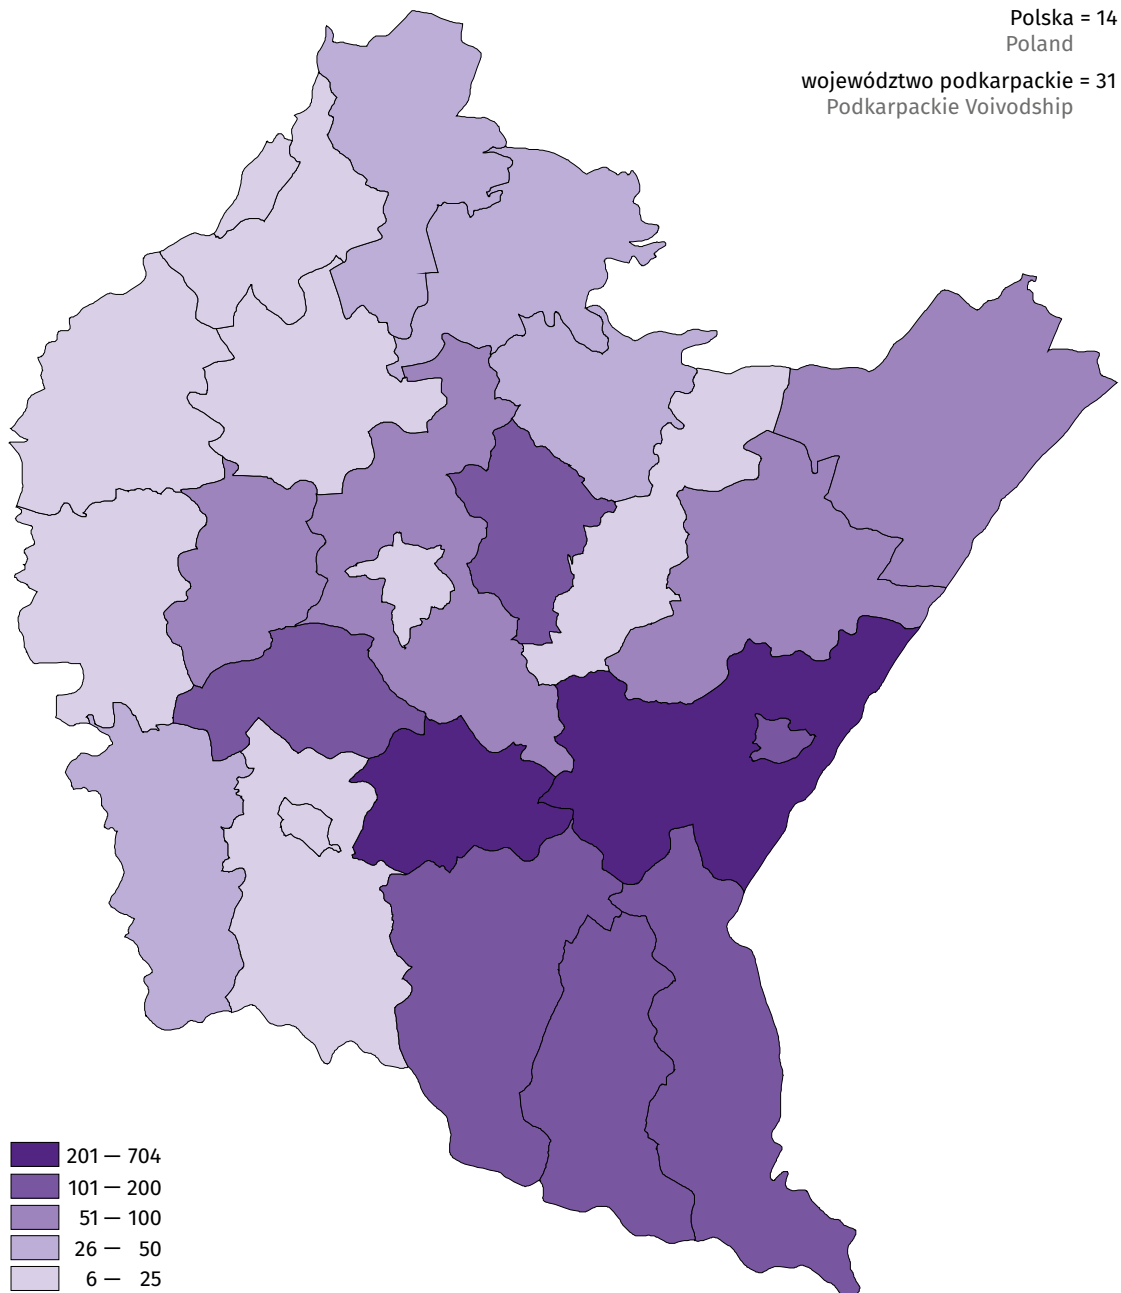 Polska = 14
Poland
województwo podkarpackie = 31
Podkarpackie Voivodship
201 — 704
101 — 200
51 — 100
26 — 50
6 — 25